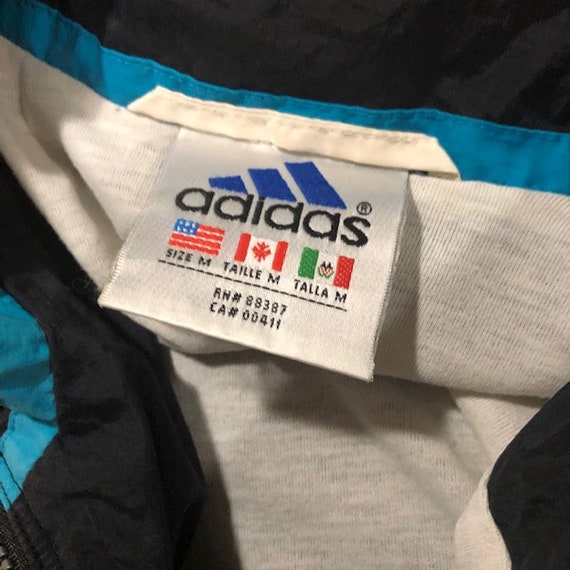 adidas®
SIZE M TAILLE M TALLA M
RN# 88387
CA# 00411